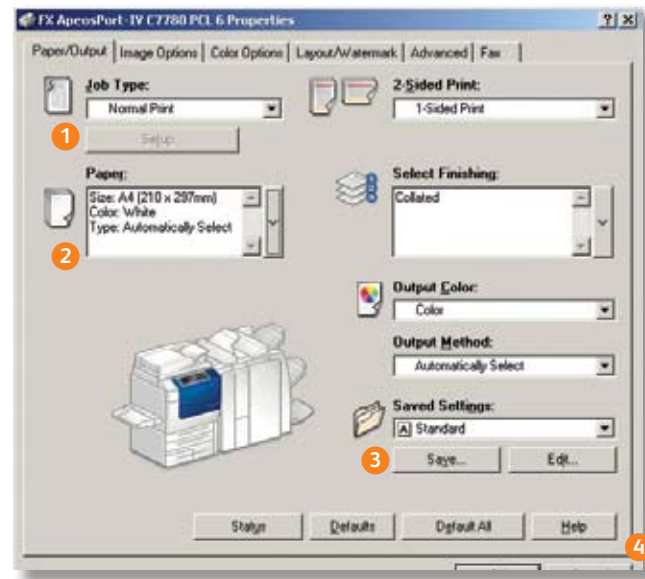 FX ApeosPort-IV C7780 PCL 6 Properties
Paper/Output Image Options Color Options Layout/Watermark Advanced Fax
Job Type:
Normal Print
1
Setup
2-Sided Print:
1-Sided Print
Paper:
Size: A4 (210 x 297mm)
Color: White
Type: Automatically Select
2
Select Finishing:
Collated
Output Color:
Color
Output Method:
Automatically Select
Saved Settings:
A Standard
3
Save... Edit...
Status Defaults Default All Help
4